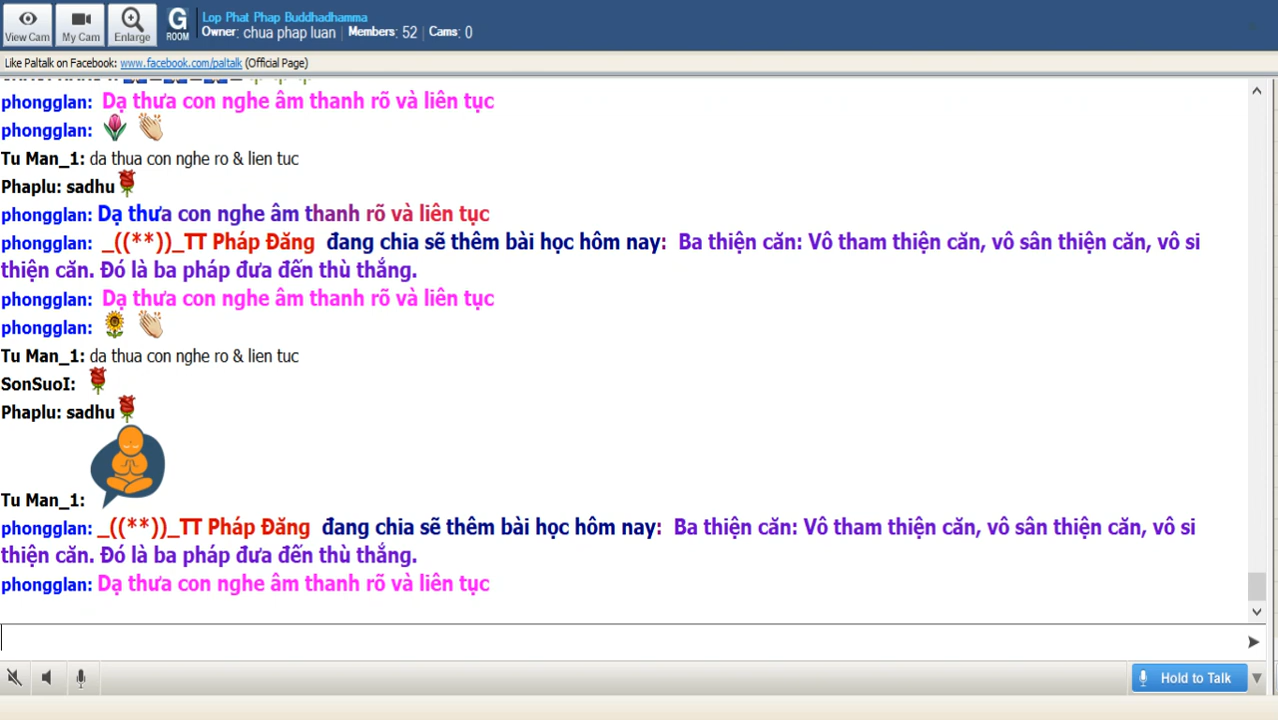 Lop Phat Phap Buddhadhamma
View Cam My Cam Enlarge G ROOM Owner: chua phap luan Members: 52 Cams: 0
Like Paltalk on Facebook: www.facebook.com/paltalk (Official Page)
phongglan: Dạ thưa con nghe âm thanh rõ và liên tục
phongglan:
Tu Man_1: da thua con nghe ro & lien tuc
Phaplu: sadhu
phongglan: Dạ thưa con nghe âm thanh rõ và liên tục
phongglan: _((**))_TT Pháp Đăng đang chia sẽ thêm bài học hôm nay: Ba thiện căn: Vô tham thiện căn, vô sân thiện căn, vô si
thiện căn. Đó là ba pháp đưa đến thù thắng.
phongglan: Dạ thưa con nghe âm thanh rõ và liên tục
phongglan:
Tu Man_1: da thua con nghe ro & lien tuc
SonSuoI:
Phaplu: sadhu
Tu Man_1:
phongglan: _((**))_TT Pháp Đăng đang chia sẽ thêm bài học hôm nay: Ba thiện căn: Vô tham thiện căn, vô sân thiện căn, vô si
thiện căn. Đó là ba pháp đưa đến thù thắng.
phongglan: Dạ thưa con nghe âm thanh rõ và liên tục
Hold to Talk